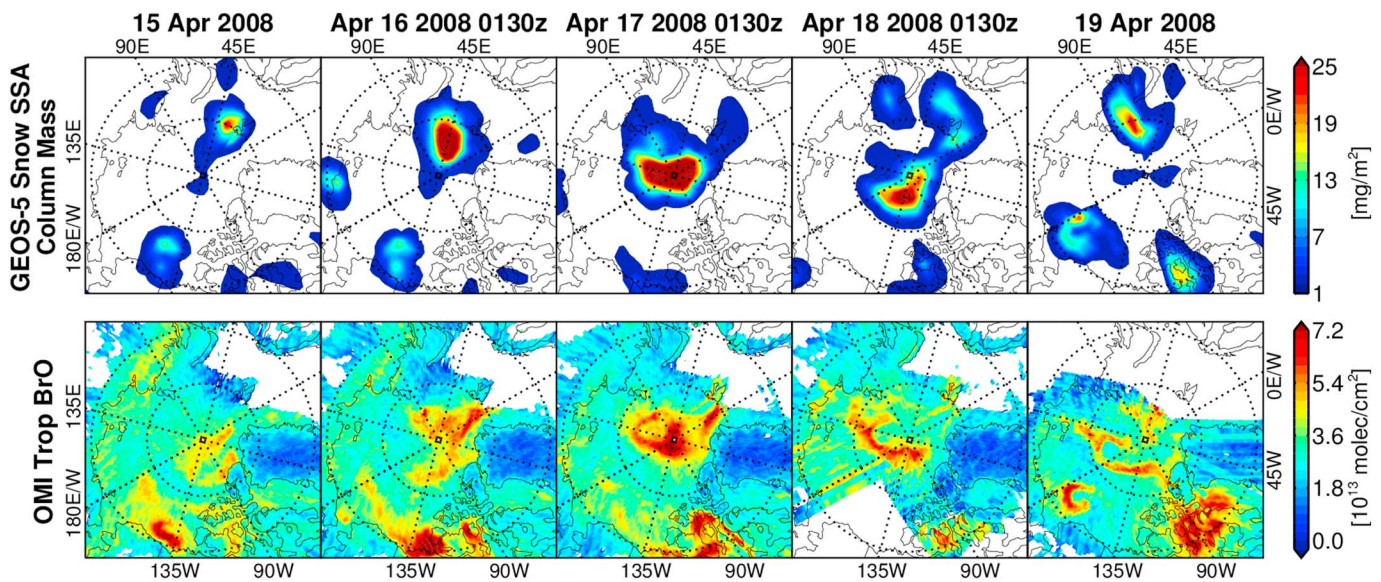 15 Apr 2008 Apr 16 2008 0130z Apr 17 2008 0130z Apr 18 2008 0130z 19 Apr 2008
90E 45E 90E 45E 90E 45E 90E 45E 90E 45E
GEOS-5 Snow SSA
Column Mass
135E
180E/W
0E/W
45W
25
19
13
7
1
[mg/m²]
OMI Trop BrO
135E
180E/W
0E/W
45W
7.2
5.4
3.6
1.8
0.0
[10¹³ molec/cm²]
135W 90W 135W 90W 135W 90W 135W 90W 135W 90W